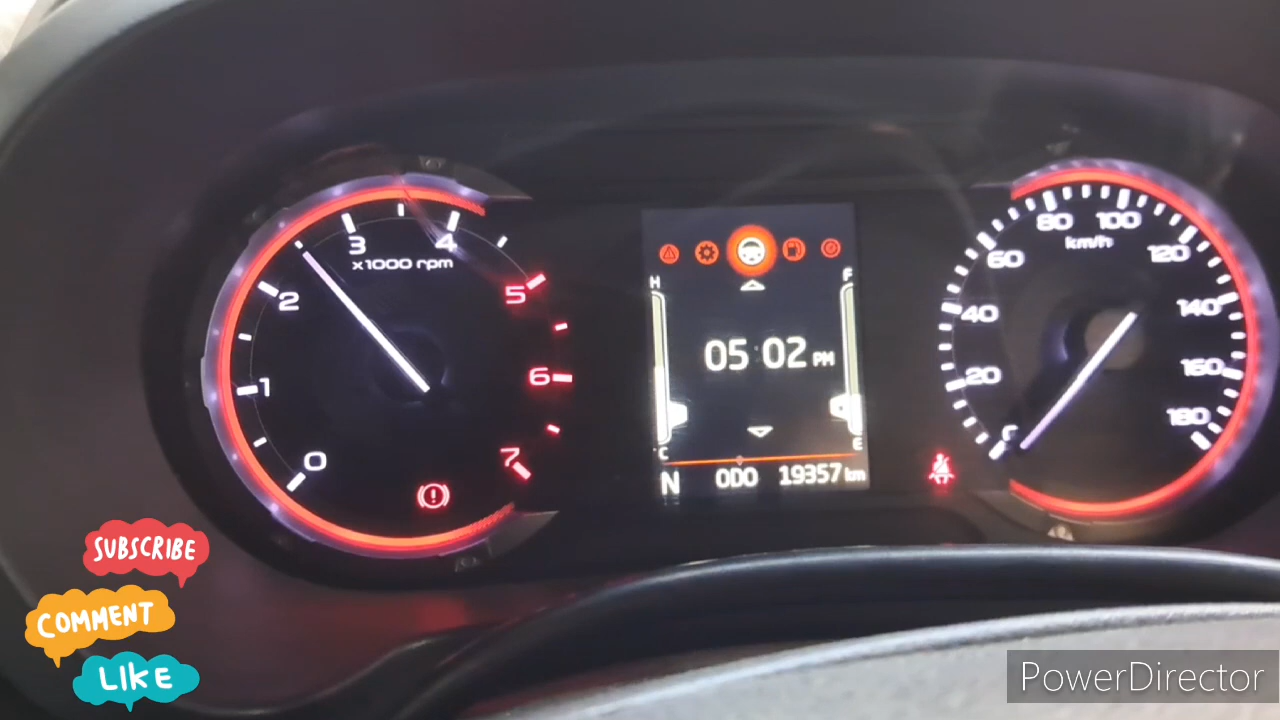 0
1
2
3
4
5
6
7
x1000 rpm
H
F
05:02 PM
C
E
N ODO 19357 km
20
40
60
80
100
120
140
160
180
km/h
SUBSCRIBE
COMMENT
LIKE
PowerDirector